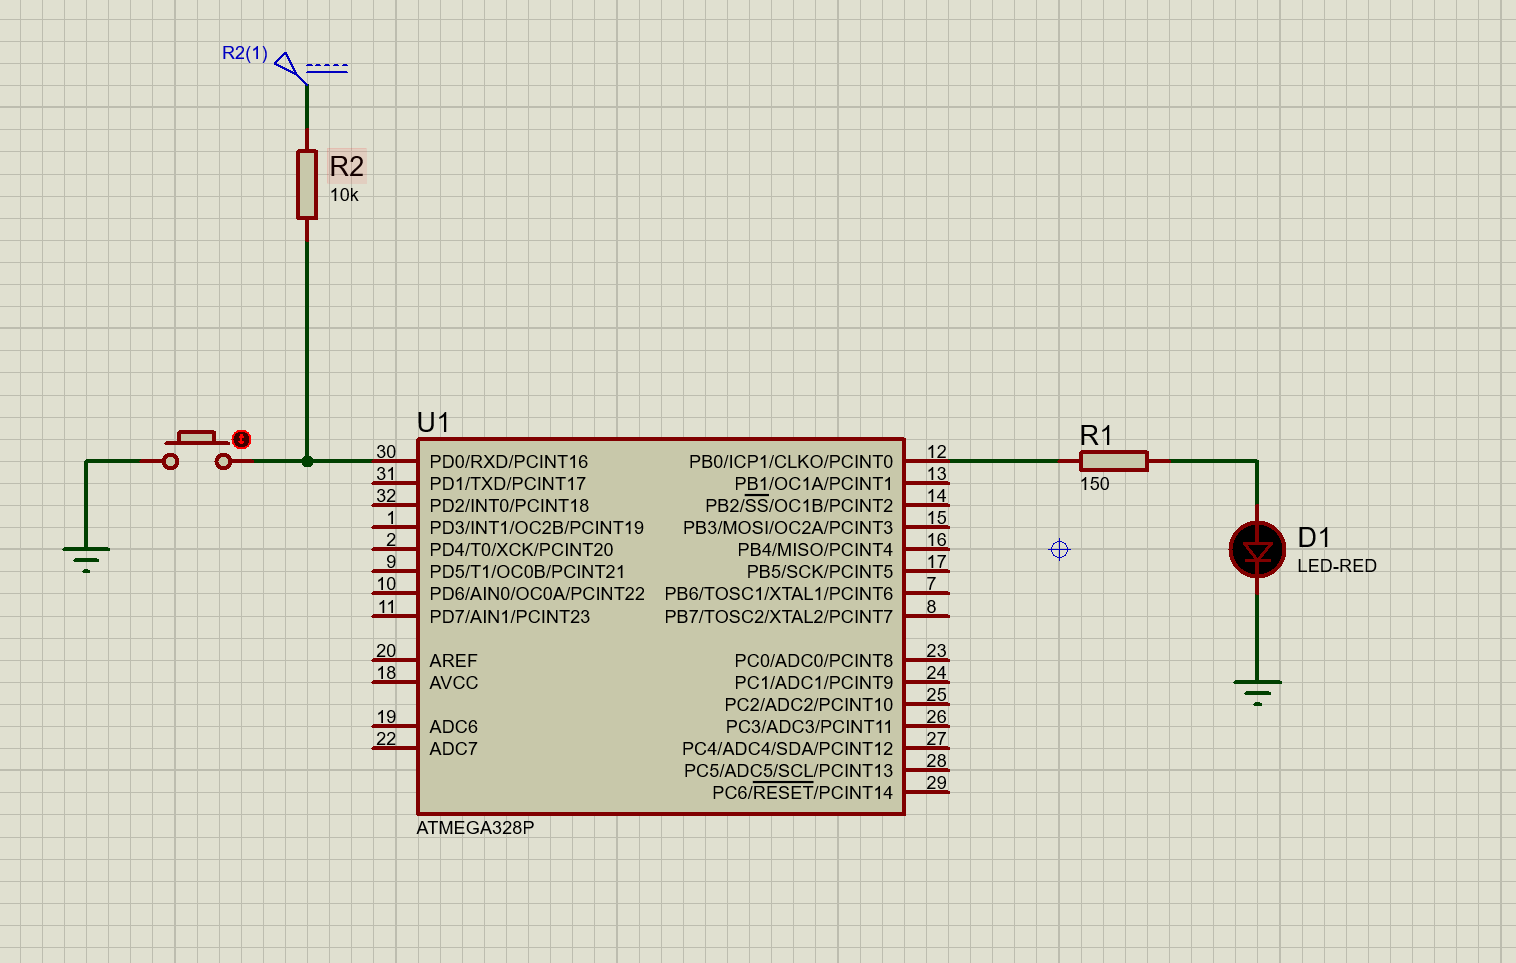 R2(1)
R2
10k
U1
30 PD0/RXD/PCINT16
31 PD1/TXD/PCINT17
32 PD2/INT0/PCINT18
1 PD3/INT1/OC2B/PCINT19
2 PD4/T0/XCK/PCINT20
9 PD5/T1/OC0B/PCINT21
10 PD6/AIN0/OC0A/PCINT22
11 PD7/AIN1/PCINT23
20 AREF
18 AVCC
19 ADC6
22 ADC7
PB0/ICP1/CLKO/PCINT0 12
PB1/OC1A/PCINT1 13
PB2/SS/OC1B/PCINT2 14
PB3/MOSI/OC2A/PCINT3 15
PB4/MISO/PCINT4 16
PB5/SCK/PCINT5 17
PB6/TOSC1/XTAL1/PCINT6 7
PB7/TOSC2/XTAL2/PCINT7 8
PC0/ADC0/PCINT8 23
PC1/ADC1/PCINT9 24
PC2/ADC2/PCINT10 25
PC3/ADC3/PCINT11 26
PC4/ADC4/SDA/PCINT12 27
PC5/ADC5/SCL/PCINT13 28
PC6/RESET/PCINT14 29
ATMEGA328P
R1
150
D1
LED-RED